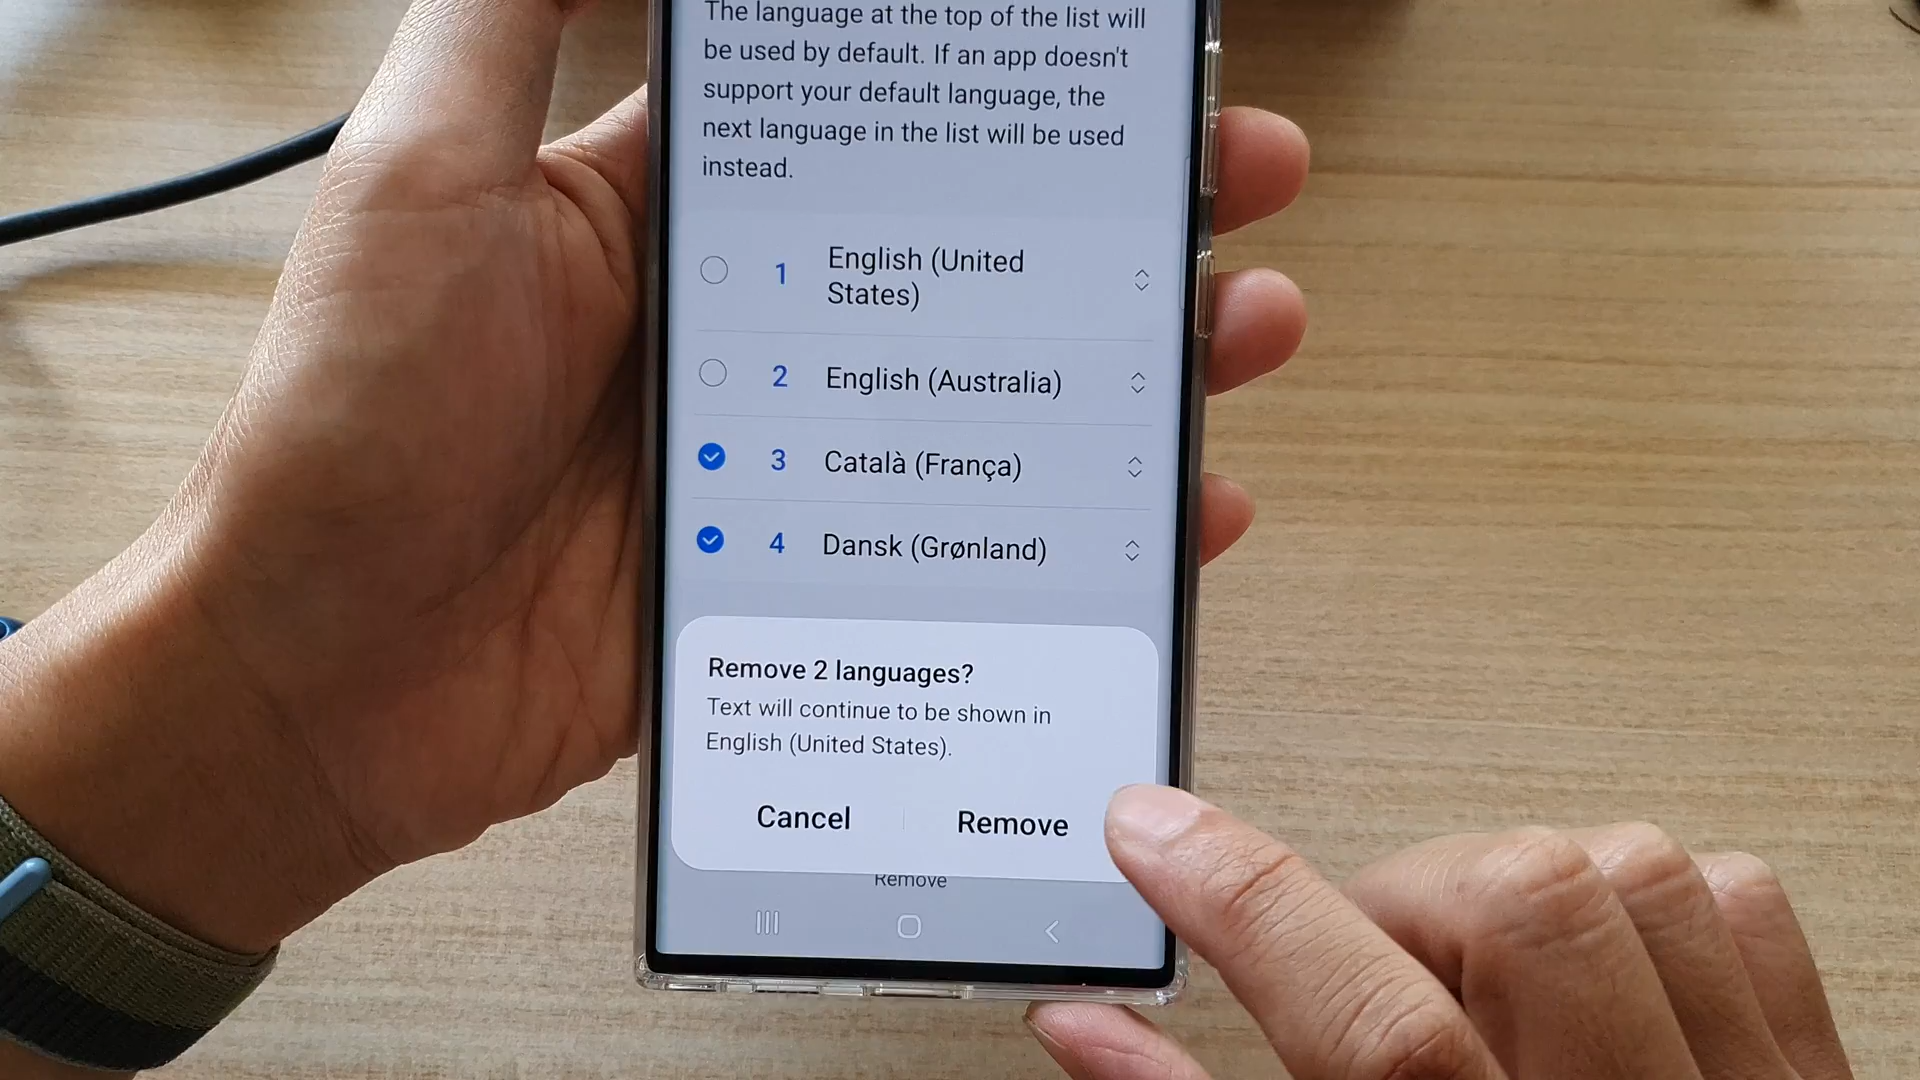 The language at the top of the list will
be used by default. If an app doesn't
support your default language, the
next language in the list will be used
instead.
1 English (United
States)
2 English (Australia)
3 Català (França)
4 Dansk (Grønland)
Remove 2 languages?
Text will continue to be shown in
English (United States).
Cancel Remove
Remove